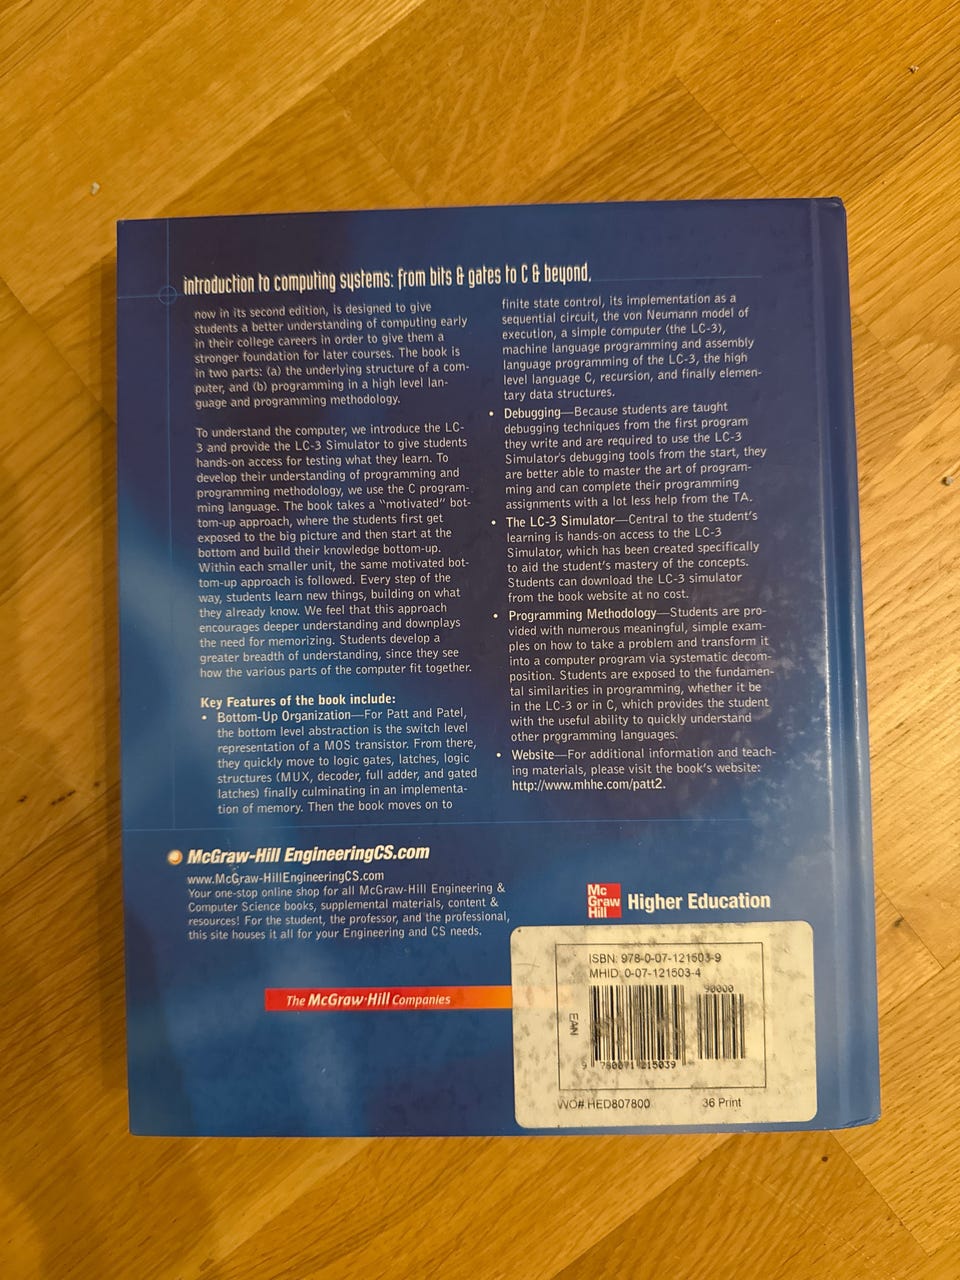 introduction to computing systems: from bits & gates to C & beyond,
now in its second edition, is designed to give
students a better understanding of computing early
in their college careers in order to give them a
stronger foundation for later courses. The book is
in two parts: (a) the underlying structure of a com-
puter, and (b) programming in a high level lan-
guage and programming methodology.
To understand the computer, we introduce the LC-
3 and provide the LC-3 Simulator to give students
hands-on access for testing what they learn. To
develop their understanding of programming and
programming methodology, we use the C program-
ming language. The book takes a "motivated" bot-
tom-up approach, where the students first get
exposed to the big picture and then start at the
bottom and build their knowledge bottom-up.
Within each smaller unit, the same motivated bot-
tom-up approach is followed. Every step of the
way, students learn new things, building on what
they already know. We feel that this approach
encourages deeper understanding and downplays
the need for memorizing. Students develop a
greater breadth of understanding, since they see
how the various parts of the computer fit together.
Key Features of the book include:
• Bottom-Up Organization—For Patt and Patel,
the bottom level abstraction is the switch level
representation of a MOS transistor. From there,
they quickly move to logic gates, latches, logic
structures (MUX, decoder, full adder, and gated
latches) finally culminating in an implementa-
tion of memory. Then the book moves on to
finite state control, its implementation as a
sequential circuit, the von Neumann model of
execution, a simple computer (the LC-3),
machine language programming and assembly
language programming of the LC-3, the high
level language C, recursion, and finally elemen-
tary data structures.
• Debugging—Because students are taught
debugging techniques from the first program
they write and are required to use the LC-3
Simulator's debugging tools from the start, they
are better able to master the art of program-
ming and can complete their programming
assignments with a lot less help from the TA.
• The LC-3 Simulator—Central to the student's
learning is hands-on access to the LC-3
Simulator, which has been created specifically
to aid the student's mastery of the concepts.
Students can download the LC-3 simulator
from the book website at no cost.
• Programming Methodology—Students are pro-
vided with numerous meaningful, simple exam-
ples on how to take a problem and transform it
into a computer program via systematic decom-
position. Students are exposed to the fundamen-
tal similarities in programming, whether it be
in the LC-3 or in C, which provides the student
with the useful ability to quickly understand
other programming languages.
• Website—For additional information and teach-
ing materials, please visit the book's website:
http://www.mhhe.com/patt2.
McGraw-Hill EngineeringCS.com
www.McGraw-HillEngineeringCS.com
Your one-stop online shop for all McGraw-Hill Engineering &
Computer Science books, supplemental materials, content &
resources! For the student, the professor, and the professional,
this site houses it all for your Engineering and CS needs.
The McGraw-Hill Companies
Mc
Graw
Hill
Higher Education
ISBN: 978-0-07-121503-9
MHID: 0-07-121503-4
90000
EAN
9 780071 215039
WO#.HED807800 36 Print